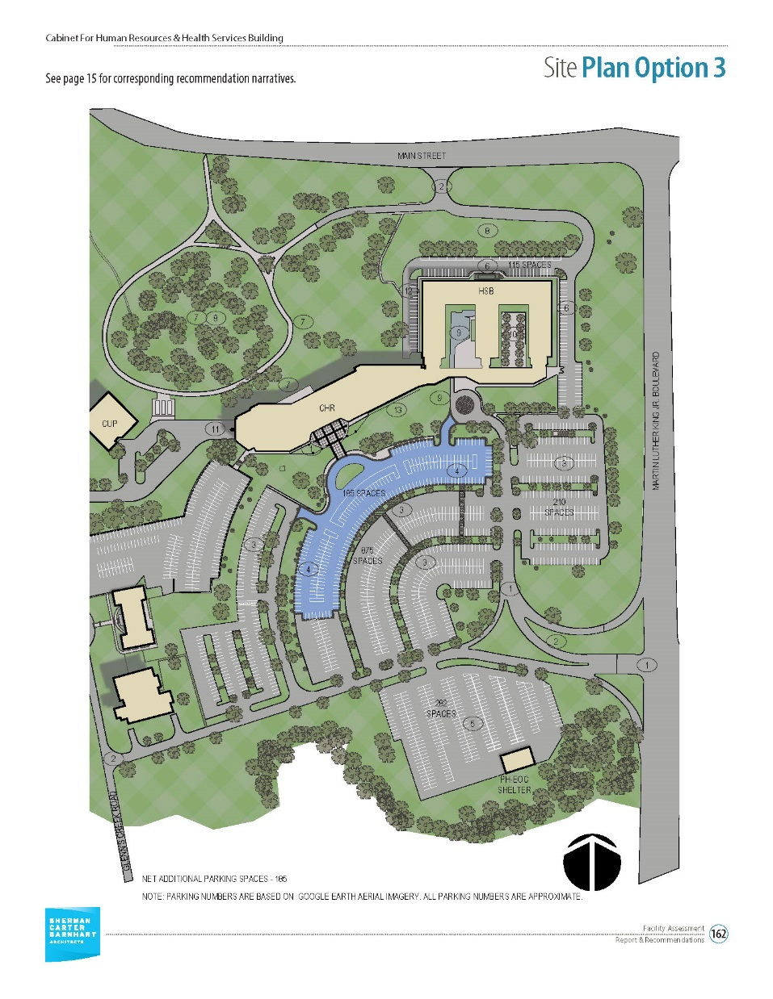 Cabinet For Human Resources & Health Services Building
Site Plan Option 3
See page 15 for corresponding recommendation narratives.
MAIN STREET
2
8
6
115 SPACES
12
HSB
6
7
8
7
9
10
MARTIN LUTHER KING JR. BOULEVARD
7
CHR
9
13
CUP
11
3
4
185 SPACES
210
SPACES
3
3
675
SPACES
3
4
1
2
1
282
SPACES
5
2
PH-EOC
SHELTER
GLENN'S CREEK ROAD
NET ADDITIONAL PARKING SPACES - 185
NOTE: PARKING NUMBERS ARE BASED ON GOOGLE EARTH AERIAL IMAGERY. ALL PARKING NUMBERS ARE APPROXIMATE.
SHERMAN
CARTER
BARNHART
ARCHITECTS
Facility Assessment
Report & Recommendations
162